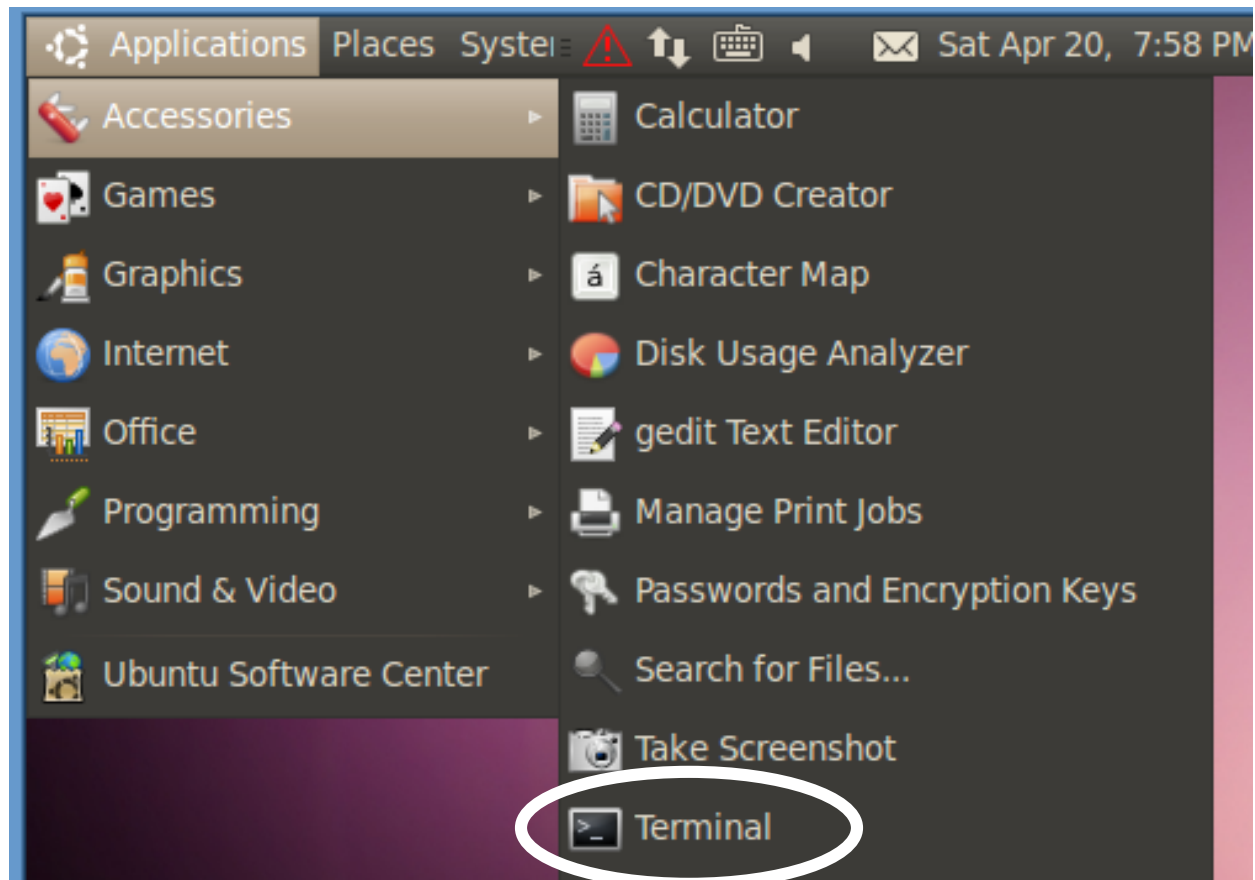 Applications Places Syster Sat Apr 20, 7:58 PM
Accessories
Games
Graphics
Internet
Office
Programming
Sound & Video
Ubuntu Software Center
Calculator
CD/DVD Creator
á Character Map
Disk Usage Analyzer
gedit Text Editor
Manage Print Jobs
Passwords and Encryption Keys
Search for Files...
Take Screenshot
>_ Terminal